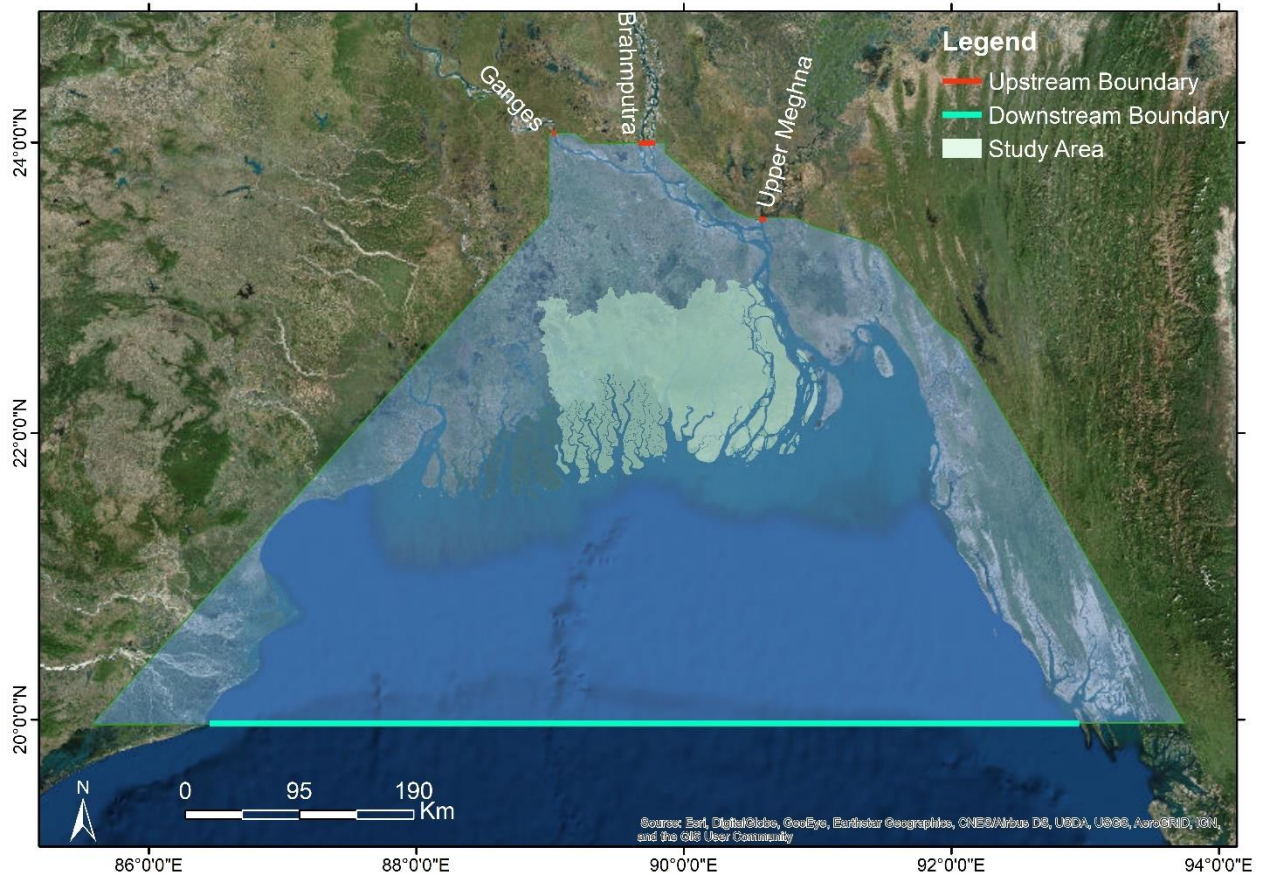 Legend
Upstream Boundary
Downstream Boundary
Study Area
Ganges
Brahmputra
Upper Meghna
24°0'0"N
22°0'0"N
20°0'0"N
N
0 95 190
Km
Source: Esri, DigitalGlobe, GeoEye, Earthstar Geographics, CNES/Airbus DS, USDA, USGS, AeroGRID, IGN,
and the GIS User Community
86°0'0"E 88°0'0"E 90°0'0"E 92°0'0"E 94°0'0"E